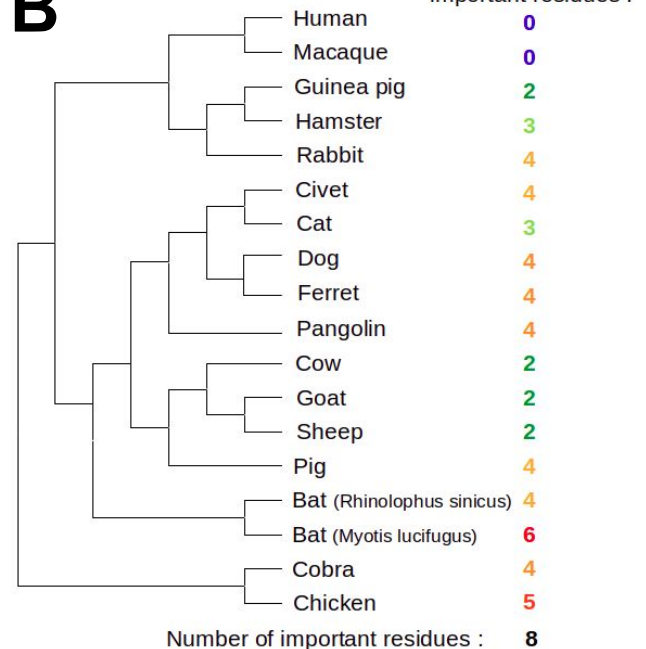 B
important residues :
Human 0
Macaque 0
Guinea pig 2
Hamster 3
Rabbit 4
Civet 4
Cat 3
Dog 4
Ferret 4
Pangolin 4
Cow 2
Goat 2
Sheep 2
Pig 4
Bat (Rhinolophus sinicus) 4
Bat (Myotis lucifugus) 6
Cobra 4
Chicken 5
Number of important residues : 8